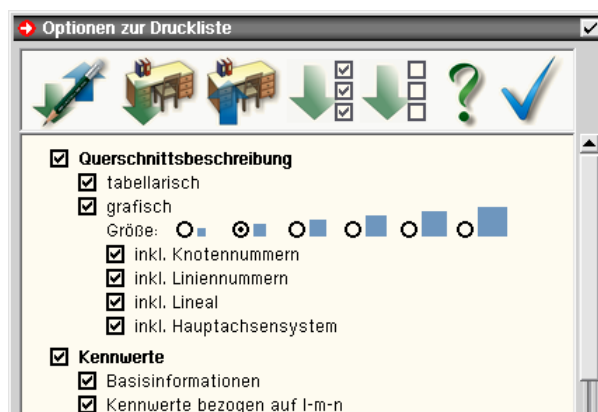 Optionen zur Druckliste
Querschnittsbeschreibung
tabellarisch
grafisch
Größe:
inkl. Knotennummern
inkl. Liniennummern
inkl. Lineal
inkl. Hauptachsensystem
Kennwerte
Basisinformationen
Kennwerte bezogen auf l-m-n